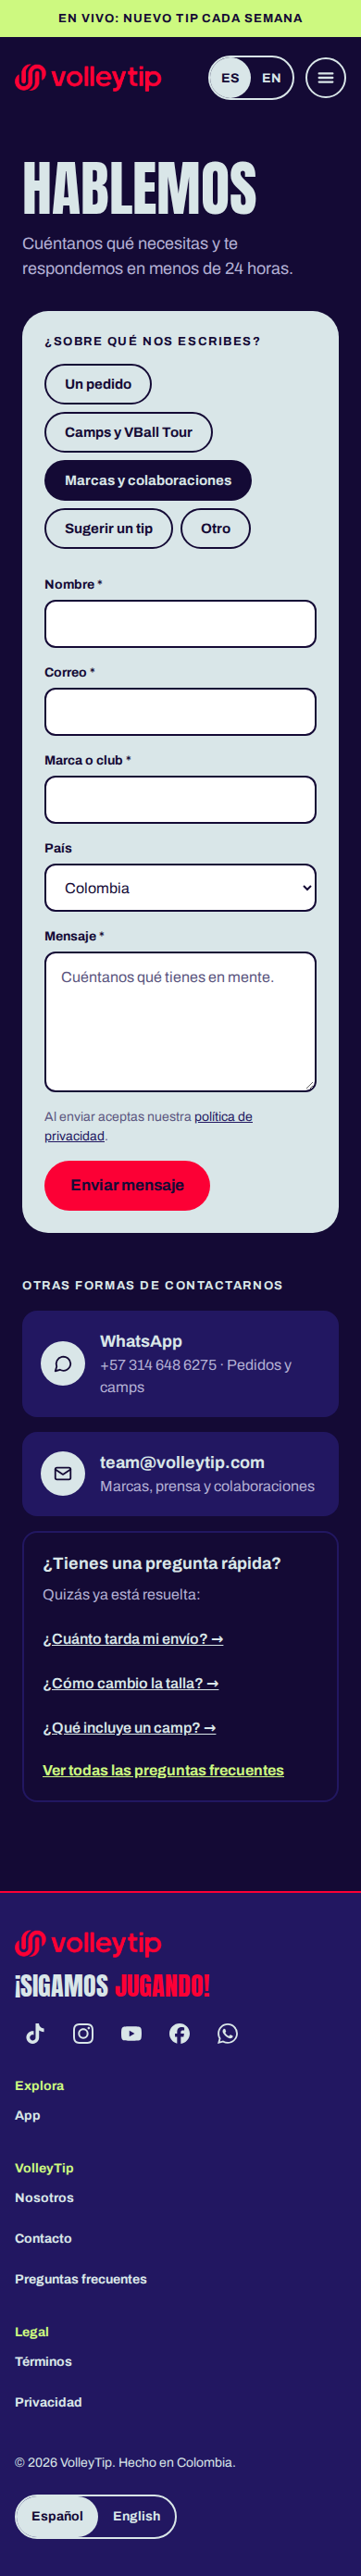 EN VIVO: NUEVO TIP CADA SEMANA
volleytip
ES EN
HABLEMOS
Cuéntanos qué necesitas y te
respondemos en menos de 24 horas.
¿SOBRE QUÉ NOS ESCRIBES?
Un pedido
Camps y VBall Tour
Marcas y colaboraciones
Sugerir un tip Otro
Nombre *
Correo *
Marca o club *
País
Colombia
Mensaje *
Cuéntanos qué tienes en mente.
Al enviar aceptas nuestra política de
privacidad.
Enviar mensaje
OTRAS FORMAS DE CONTACTARNOS
WhatsApp
+57 314 648 6275 · Pedidos y
camps
team@volleytip.com
Marcas, prensa y colaboraciones
¿Tienes una pregunta rápida?
Quizás ya está resuelta:
¿Cuánto tarda mi envío? →
¿Cómo cambio la talla? →
¿Qué incluye un camp? →
Ver todas las preguntas frecuentes
volleytip
¡SIGAMOS JUGANDO!
Explora
App
VolleyTip
Nosotros
Contacto
Preguntas frecuentes
Legal
Términos
Privacidad
© 2026 VolleyTip. Hecho en Colombia.
Español English